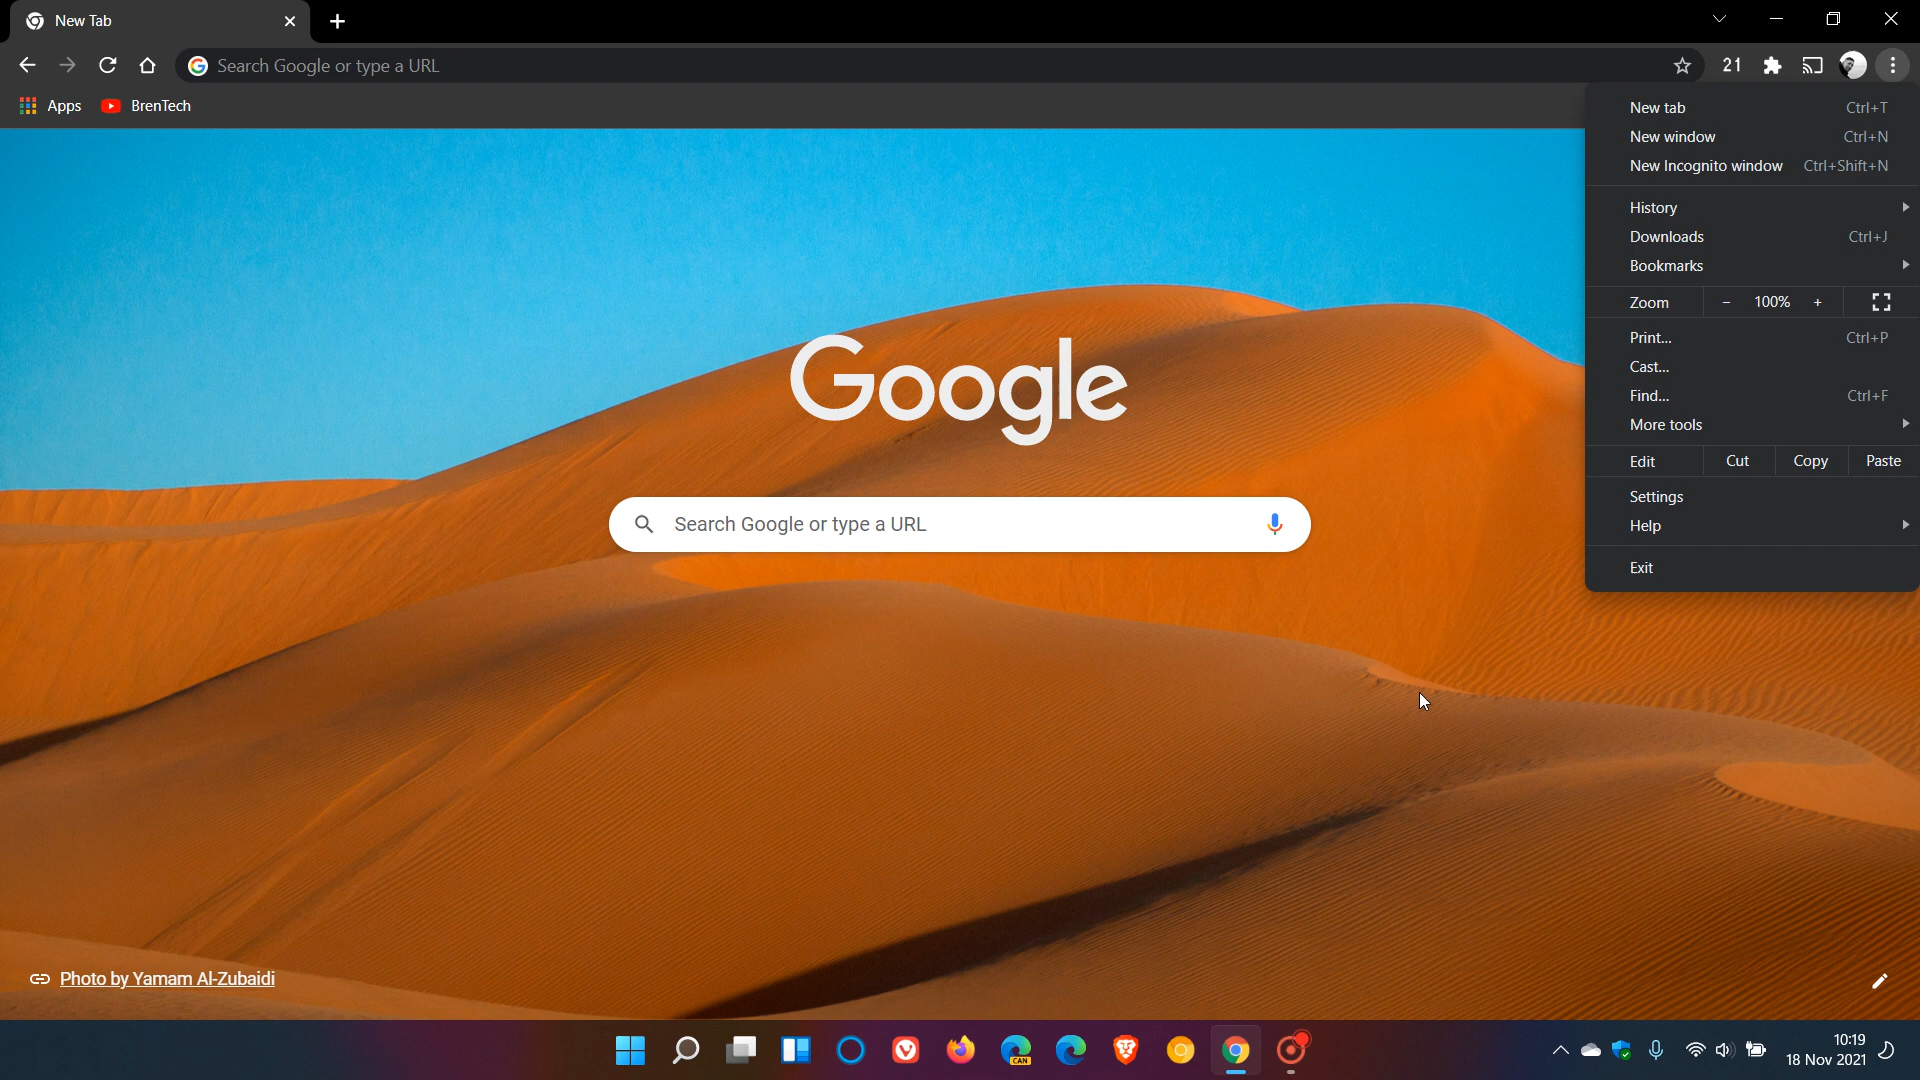 New Tab
Search Google or type a URL
21
Apps
BrenTech
New tab Ctrl+T
New window Ctrl+N
New Incognito window Ctrl+Shift+N
History
Downloads Ctrl+J
Bookmarks
Zoom - 100% +
Print... Ctrl+P
Cast...
Find... Ctrl+F
More tools
Edit Cut Copy Paste
Settings
Help
Exit
Google
Search Google or type a URL
Photo by Yamam Al-Zubaidi
CAN
10:19
18 Nov 2021